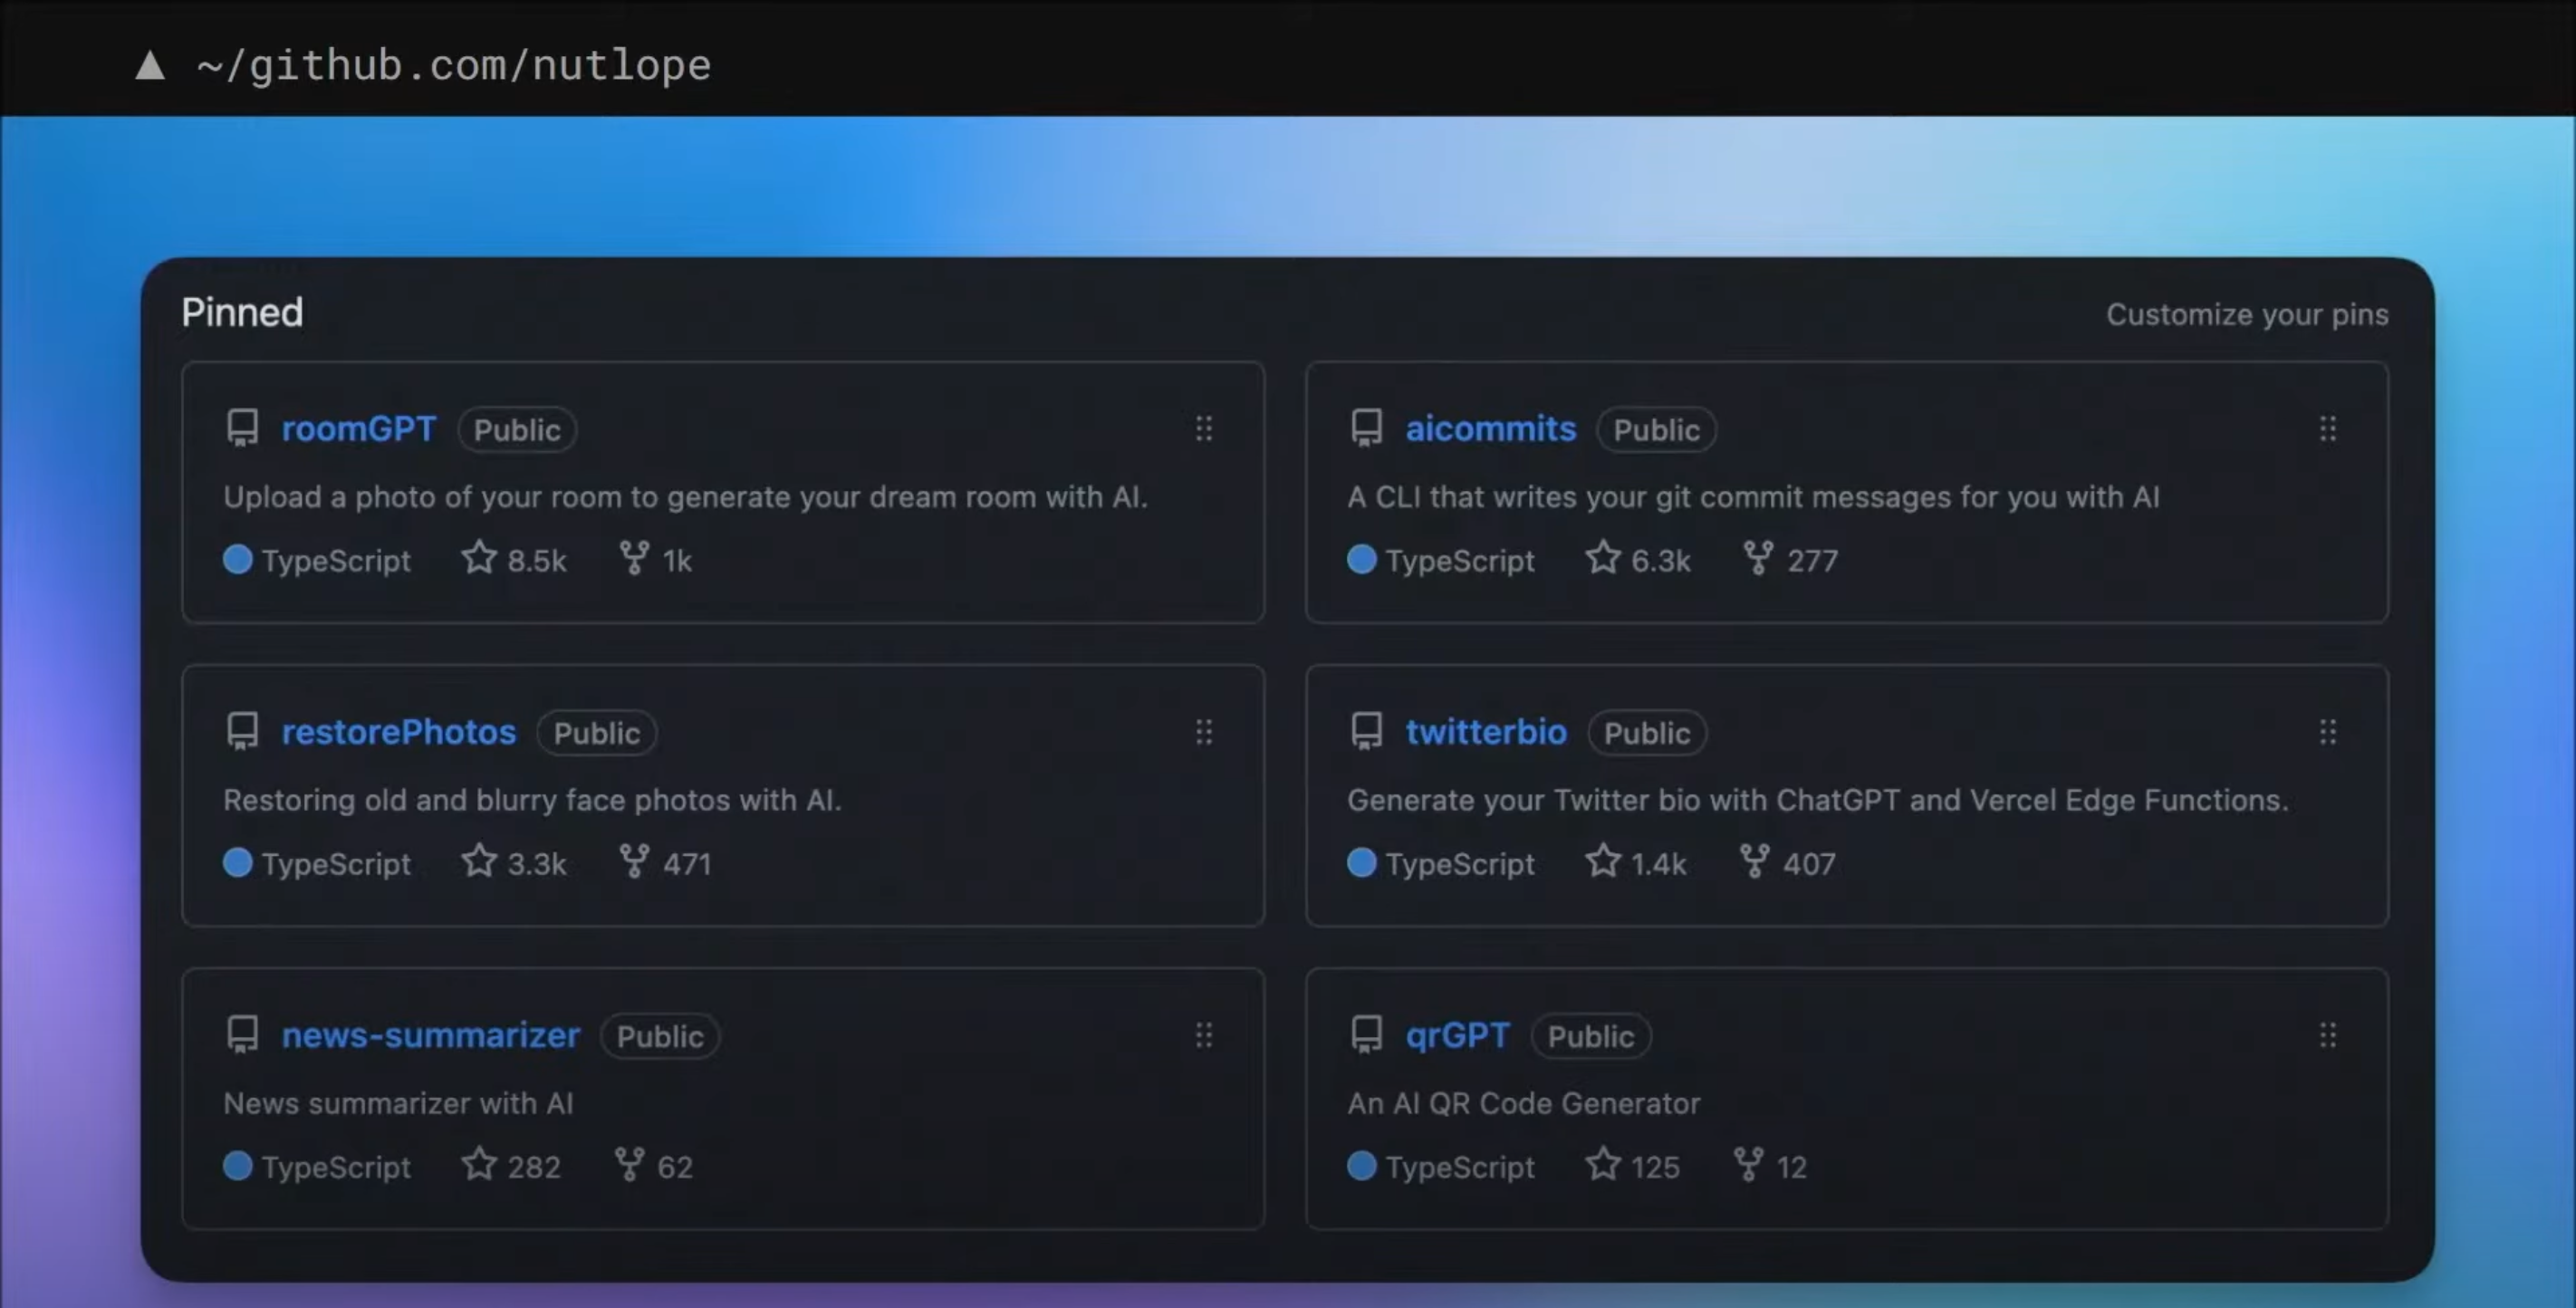 ~/github.com/nutlope
Pinned
Customize your pins
roomGPT Public
Upload a photo of your room to generate your dream room with AI.
TypeScript 8.5k 1k
aicommits Public
A CLI that writes your git commit messages for you with AI
TypeScript 6.3k 277
restorePhotos Public
Restoring old and blurry face photos with AI.
TypeScript 3.3k 471
twitterbio Public
Generate your Twitter bio with ChatGPT and Vercel Edge Functions.
TypeScript 1.4k 407
news-summarizer Public
News summarizer with AI
TypeScript 282 62
qrGPT Public
An AI QR Code Generator
TypeScript 125 12